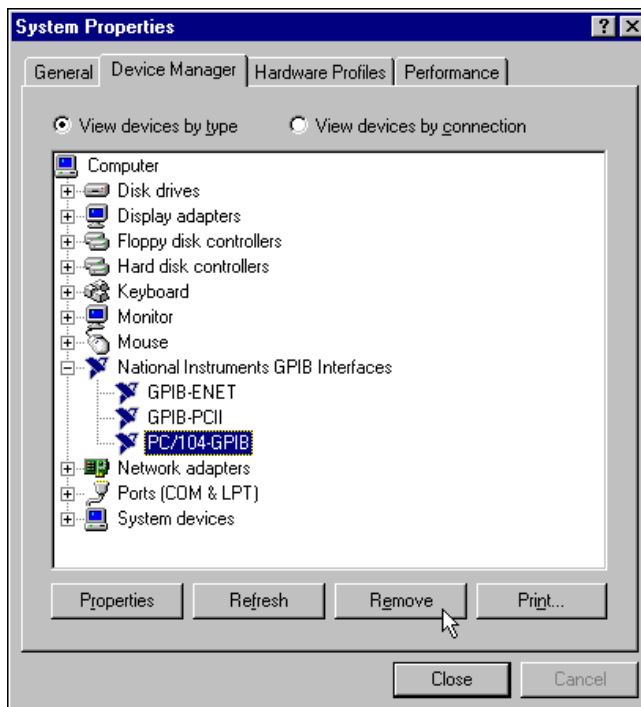 System Properties
General Device Manager Hardware Profiles Performance
View devices by type View devices by connection
Computer
Disk drives
Display adapters
Floppy disk controllers
Hard disk controllers
Keyboard
Monitor
Mouse
National Instruments GPIB Interfaces
GPIB-ENET
GPIB-PCII
PC/104-GPIB
Network adapters
Ports (COM & LPT)
System devices
Properties Refresh Remove Print...
Close Cancel